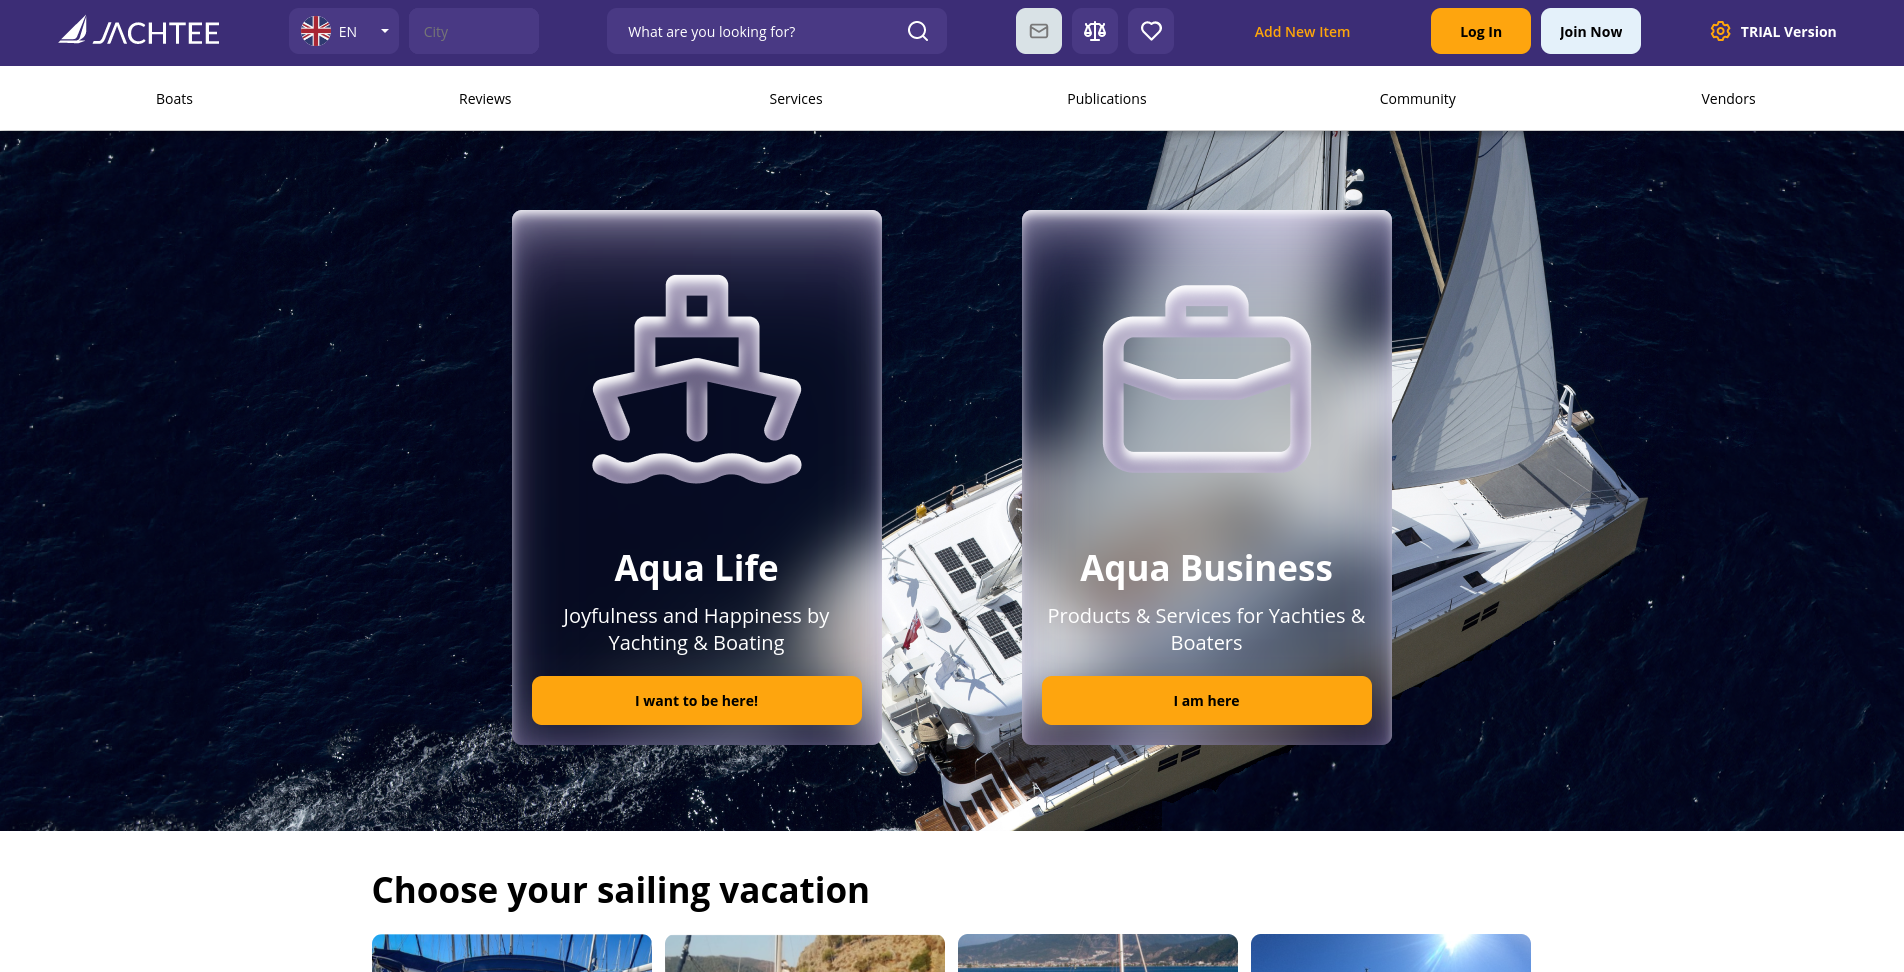 JACHTEE
EN
City
What are you looking for?
Add New Item
Log In
Join Now
TRIAL Version
Boats
Reviews
Services
Publications
Community
Vendors
Aqua Life
Joyfulness and Happiness by
Yachting & Boating
I want to be here!
Aqua Business
Products & Services for Yachties &
Boaters
I am here
Choose your sailing vacation